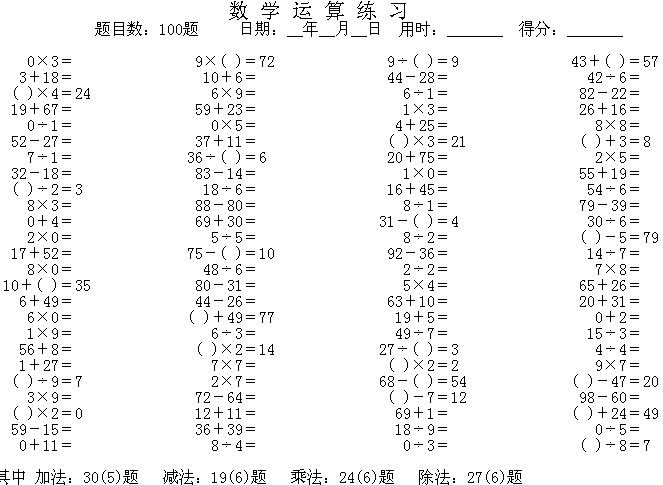 数 学 运 算 练 习
题目数: 100题 日期: __年__月__日 用时: ______ 得分: ______
0×3= 9×( )=72 9÷( )=9 43+( )=57
3+18= 10+6= 44-28= 42÷6=
( )×4=24 6×9= 6÷1= 82-22=
19+67= 59+23= 1×3= 26+16=
0÷1= 0×5= 4+25= 8×8=
52-27= 37+11= ( )×3=21 ( )+3=8
7÷1= 36÷( )=6 20+75= 2×5=
32-18= 83-14= 1×0= 55+19=
( )÷2=3 18÷6= 16+45= 54÷6=
8×3= 88-80= 8÷1= 79-39=
0+4= 69+30= 31-( )=4 30÷6=
2×0= 5÷5= 8÷2= ( )-5=79
17+52= 75-( )=10 92-36= 14÷7=
8×0= 48÷6= 2÷2= 7×8=
10+( )=35 80-31= 5×4= 65+26=
6+49= 44-26= 63+10= 20+31=
6×0= ( )+49=77 19+5= 0+2=
1×9= 6÷3= 49÷7= 15÷3=
56+8= ( )×2=14 27÷( )=3 4÷4=
1+27= 7×7= ( )×2=2 9×7=
( )÷9=7 2×7= 68-( )=54 ( )-47=20
3×9= 72-64= ( )-7=12 98-60=
( )×2=0 12+11= 69+1= ( )+24=49
59-15= 36+39= 18÷9= 0÷5=
0+11= 8÷4= 0÷3= ( )÷8=7
其中 加法: 30(5)题 减法: 19(6)题 乘法: 24(6)题 除法: 27(6)题